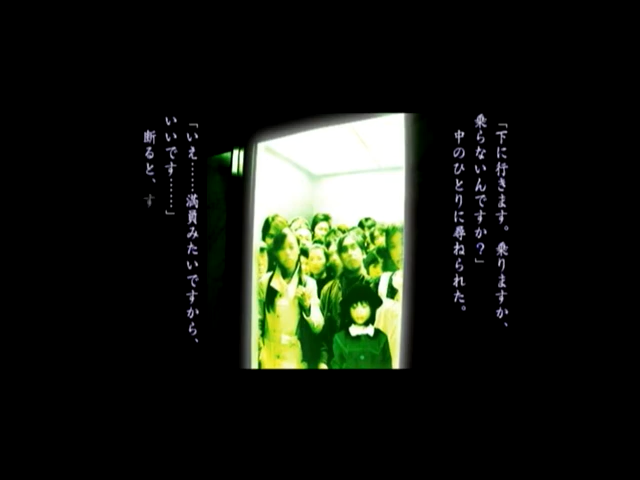 「下に行きます。乗りますか、
乗らないんですか？」
中のひとりに尋ねられた。
「いえ……満員みたいですから、
いいです……」
断ると、す